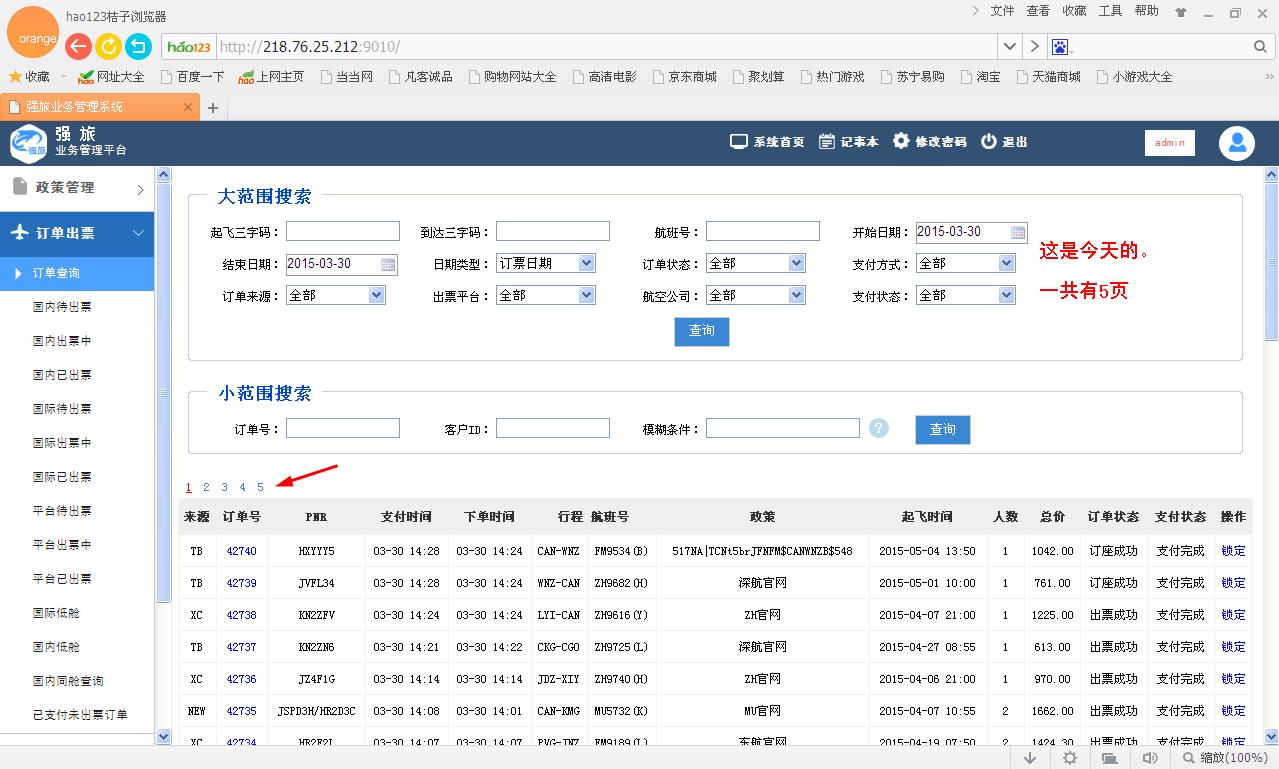 hao123桔子浏览器
文件 查看 收藏 工具 帮助
orange
hao123 http://218.76.25.212:9010/
收藏 网址大全 百度一下 上网主页 当当网 凡客诚品 购物网站大全 高清电影 京东商城 聚划算 热门游戏 苏宁易购 淘宝 天猫商城 小游戏大全
强旅业务管理系统
强旅
强旅
业务管理平台
系统首页 记事本 修改密码 退出 admin
政策管理
订单出票
订单查询
国内待出票
国内出票中
国内已出票
国际待出票
国际出票中
国际已出票
平台待出票
平台出票中
平台已出票
国际低舱
国内低舱
国内同舱查询
已支付未出票订单
大范围搜索
起飞三字码： 到达三字码： 航班号： 开始日期： 2015-03-30
结束日期： 2015-03-30 日期类型： 订票日期 订单状态： 全部 支付方式： 全部
订单来源： 全部 出票平台： 全部 航空公司： 全部 支付状态： 全部
查询
这是今天的。
一共有5页
小范围搜索
订单号： 客户ID： 模糊条件： ? 查询
1 2 3 4 5
来源 订单号 PNR 支付时间 下单时间 行程 航班号 政策 起飞时间 人数 总价 订单状态 支付状态 操作
TB 42740 HXYYY5 03-30 14:28 03-30 14:24 CAN-WNZ FM9534(B) 517NA|TCNt5brJFNFM$CANWNZB$548 2015-05-04 13:50 1 1042.00 订座成功 支付完成 锁定
TB 42739 JVFL34 03-30 14:28 03-30 14:24 WNZ-CAN ZH9682(H) 深航官网 2015-05-01 10:00 1 761.00 订座成功 支付完成 锁定
XC 42738 KN2ZFV 03-30 14:24 03-30 14:24 LYI-CAN ZH9616(Y) ZH官网 2015-04-07 21:00 1 1225.00 出票成功 支付完成 锁定
TB 42737 KN2ZN6 03-30 14:21 03-30 14:22 CKG-CGO ZH9725(L) 深航官网 2015-04-27 08:55 1 613.00 出票成功 支付完成 锁定
XC 42736 JZ4F1G 03-30 14:14 03-30 14:14 JDZ-XIY ZH9740(H) ZH官网 2015-04-06 21:00 1 970.00 出票成功 支付完成 锁定
NEW 42735 JSPD3H/HR2D3C 03-30 14:08 03-30 14:01 CAN-KMG MU5732(K) MU官网 2015-04-07 10:55 2 1662.00 出票成功 支付完成 锁定
XC 42734 03-30 14:07 03-30 14:07 FM9189(L) 东航官网 2015-04-19 07:50 2 1424.30 出票成功 支付完成 锁定
缩放(100%)